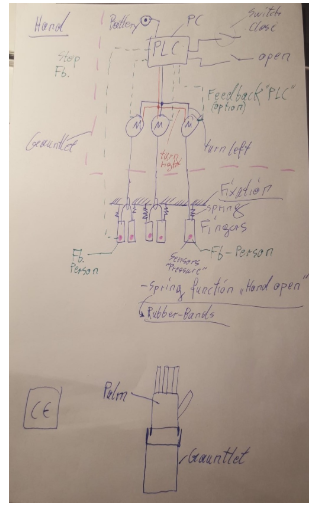 Hand
Battery
PC
Switch
Close
PLC
open
Stop
Fb.
Feedback "PLC"
(option)
Gauntlet
M
M
M
turn left
turn
right
Fixation
Spring
Fingers
Fb.
Person
Fb-Person
Sensors
Pressure
-Spring function "Hand open"
Rubber-Bands
Palm
CE
Gauntlet